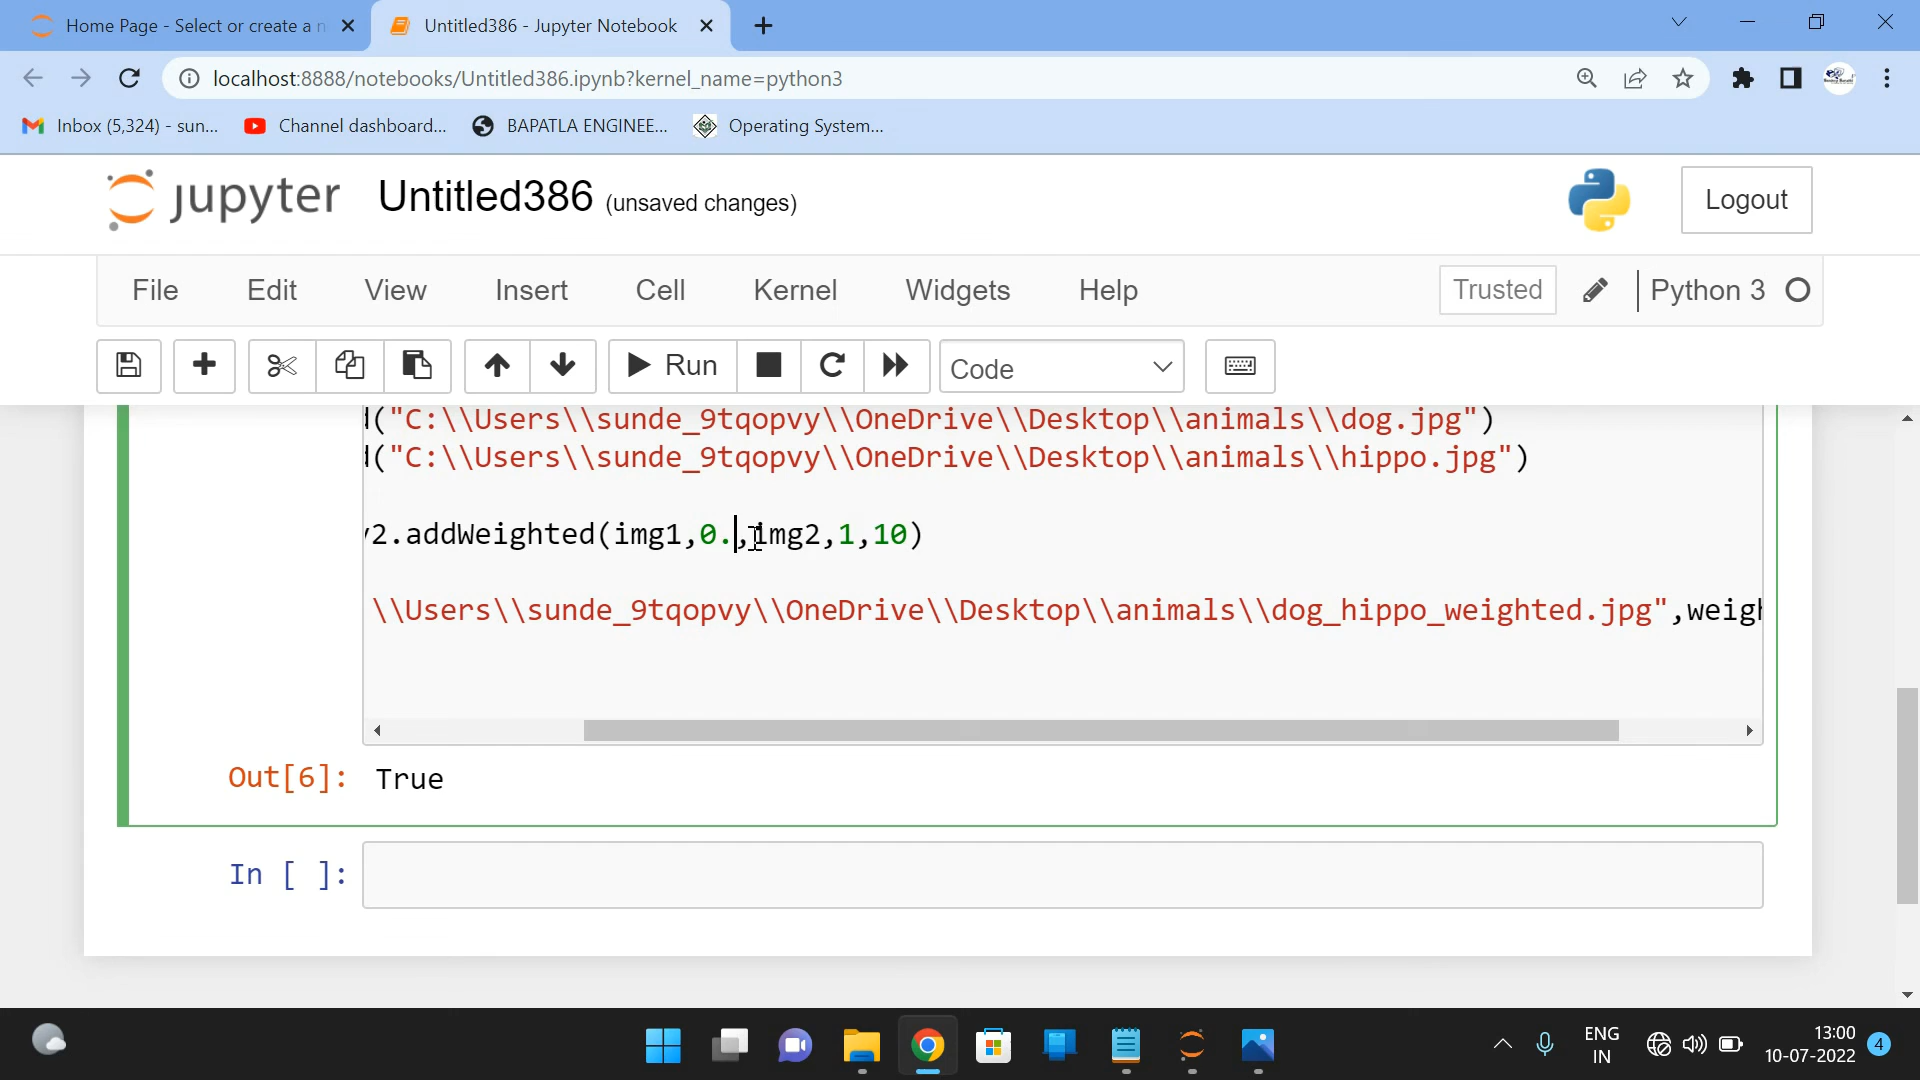 Home Page - Select or create a n
Untitled386 - Jupyter Notebook
localhost:8888/notebooks/Untitled386.ipynb?kernel_name=python3
Inbox (5,324) - sun...
Channel dashboard...
BAPATLA ENGINEE...
Operating System...
jupyter Untitled386 (unsaved changes)
Logout
File Edit View Insert Cell Kernel Widgets Help
Trusted
Python 3
Run
Code
("C:\\Users\\sunde_9tqopvy\\OneDrive\\Desktop\\animals\\dog.jpg")
("C:\\Users\\sunde_9tqopvy\\OneDrive\\Desktop\\animals\\hippo.jpg")
2.addWeighted(img1,0.,img2,1,10)
\\Users\\sunde_9tqopvy\\OneDrive\\Desktop\\animals\\dog_hippo_weighted.jpg",weigh
Out[6]: True
In [ ]:
ENG
IN
13:00
10-07-2022
4